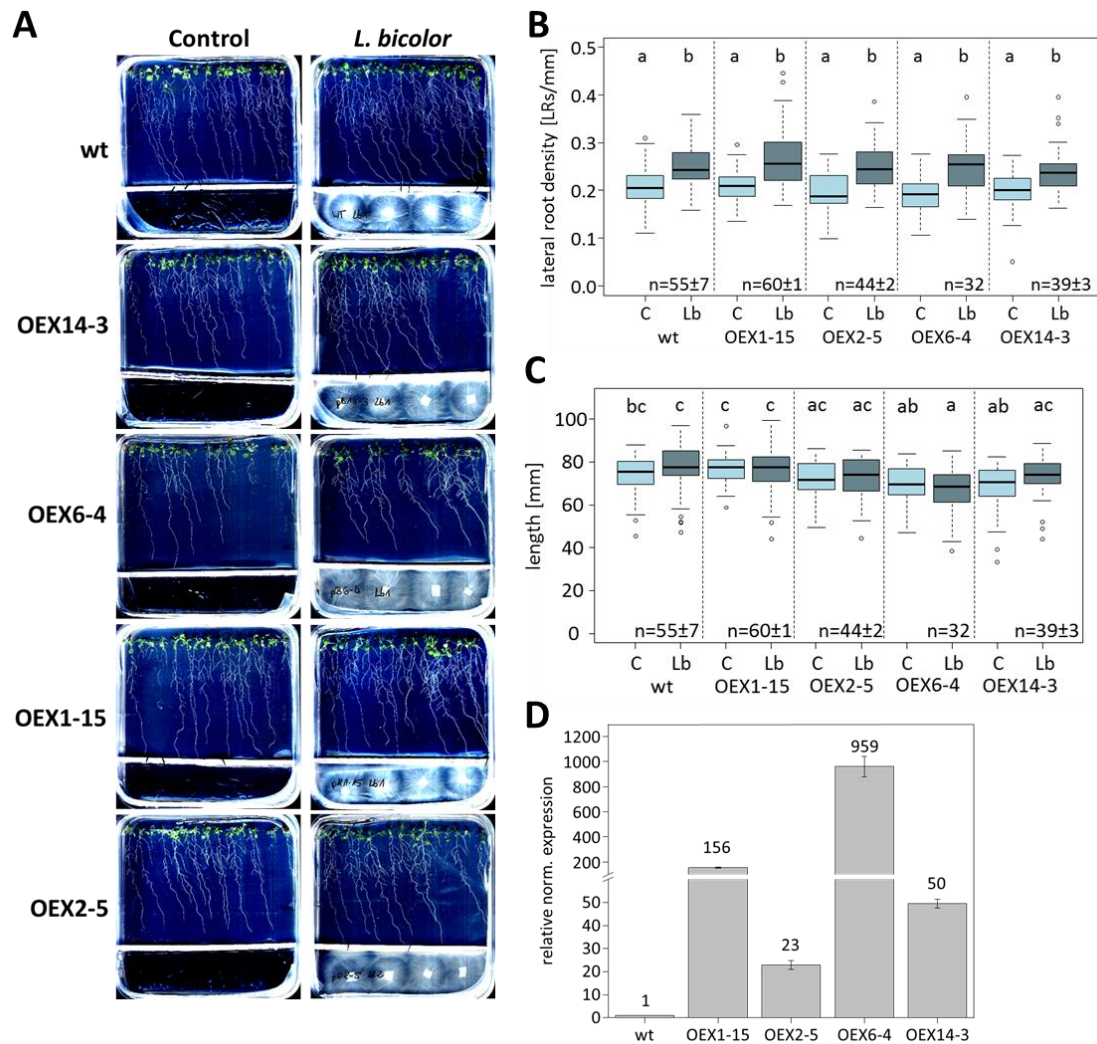 A
Control L. bicolor
wt
WT Lb1
OEX14-3
OEX6-4
OEX1-15
OEX2-5
B
lateral root density [LRs/mm]
0.5
0.4
0.3
0.2
0.1
0.0
a b a b a b a b a b
n=55±7 n=60±1 n=44±2 n=32 n=39±3
C Lb C Lb C Lb C Lb C Lb
wt OEX1-15 OEX2-5 OEX6-4 OEX14-3
C
length [mm]
100
80
60
40
20
0
bc c c c ac ac ab a ab ac
n=55±7 n=60±1 n=44±2 n=32 n=39±3
C Lb C Lb C Lb C Lb C Lb
wt OEX1-15 OEX2-5 OEX6-4 OEX14-3
D
relative norm. expression
1200
1000
800
600
400
200
50
40
30
20
10
0
1 156 23 959 50
wt OEX1-15 OEX2-5 OEX6-4 OEX14-3